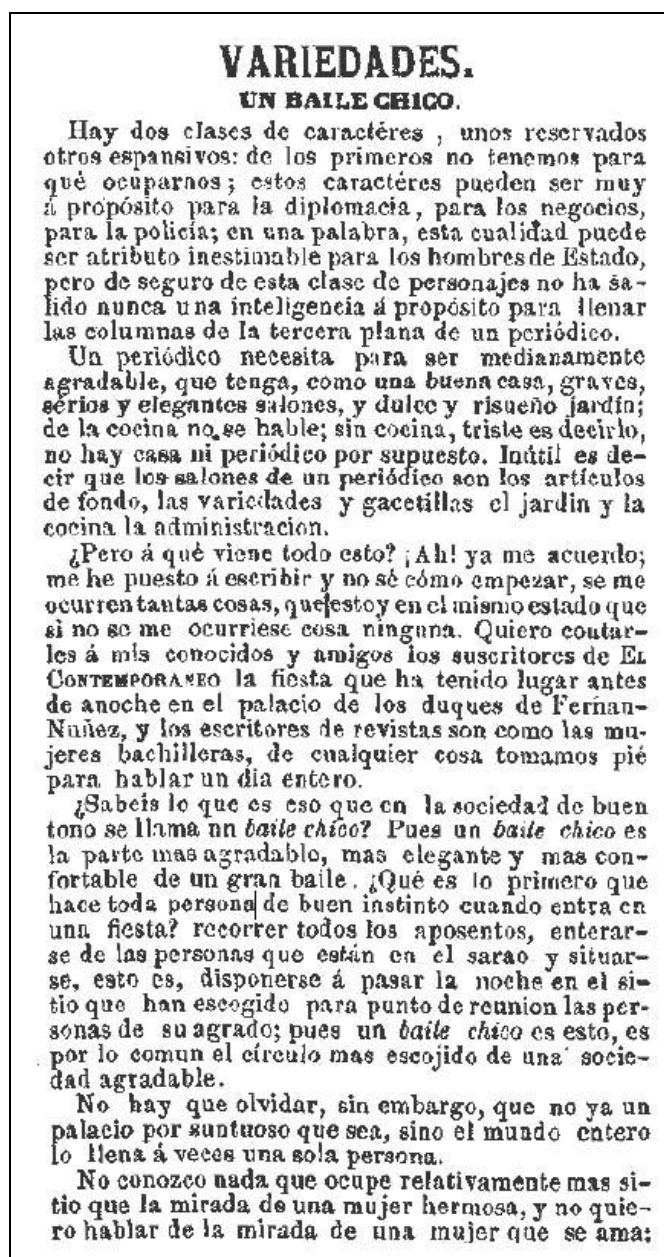 VARIEDADES.
UN BAILE CHICO.
Hay dos clases de caractéres , unos reservados
otros espansivos: de los primeros no tenemos para
qué ocuparnos; estos caractéres pueden ser muy
á propósito para la diplomacia, para los negocios,
para la policía; en una palabra, esta cualidad puede
ser atributo inestimable para los hombres de Estado,
pero de seguro de esta clase de personajes no ha sa-
lido nunca una inteligencia á propósito para llenar
las columnas de la tercera plana de un periódico.
Un periódico necesita para ser medianamente
agradable, que tenga, como una buena casa, graves,
sérios y elegantes salones, y dulce y risueño jardín;
de la cocina no se hable; sin cocina, triste es decirlo,
no hay casa ni periódico por supuesto. Inútil es de-
cir que los salones de un periódico son los artículos
de fondo, las variedades y gacetillas el jardin y la
cocina la administracion.
¿Pero á qué viene todo esto? ¡Ah! ya me acuerdo;
me he puesto á escribir y no sé cómo empezar, se me
ocurren tantas cosas, que estoy en el mismo estado que
si no se me ocurriese cosa ninguna. Quiero contar-
les á mis conocidos y amigos los suscritores de EL
CONTEMPORANEO la fiesta que ha tenido lugar antes
de anoche en el palacio de los duques de Fernan-
Nuñez, y los escritores de revistas son como las mu-
jeres bachilleras, de cualquier cosa tomamos pié
para hablar un dia entero.
¿Sabeis lo que es eso que en la sociedad de buen
tono se llama nn baile chico? Pues un baile chico es
la parte mas agradable, mas elegante y mas con-
fortable de un gran baile. ¿Qué es lo primero que
hace toda persona de buen instinto cuando entra en
una fiesta? recorrer todos los aposentos, enterar-
se de las personas que están en el sarao y situar-
se, esto es, disponerse á pasar la noche en el si-
tio que han escogido para punto de reunion las per-
sonas de su agrado; pues un baile chico es esto, es
por lo comun el círculo mas escojido de una socie-
dad agradable.
No hay que olvidar, sin embargo, que no ya un
palacio por suntuoso que sea, sino el mundo entero
lo llena á veces una sola persona.
No conozco nada que ocupe relativamente mas si-
tio que la mirada de una mujer hermosa, y no quie-
ro hablar de la mirada de una mujer que se ama;